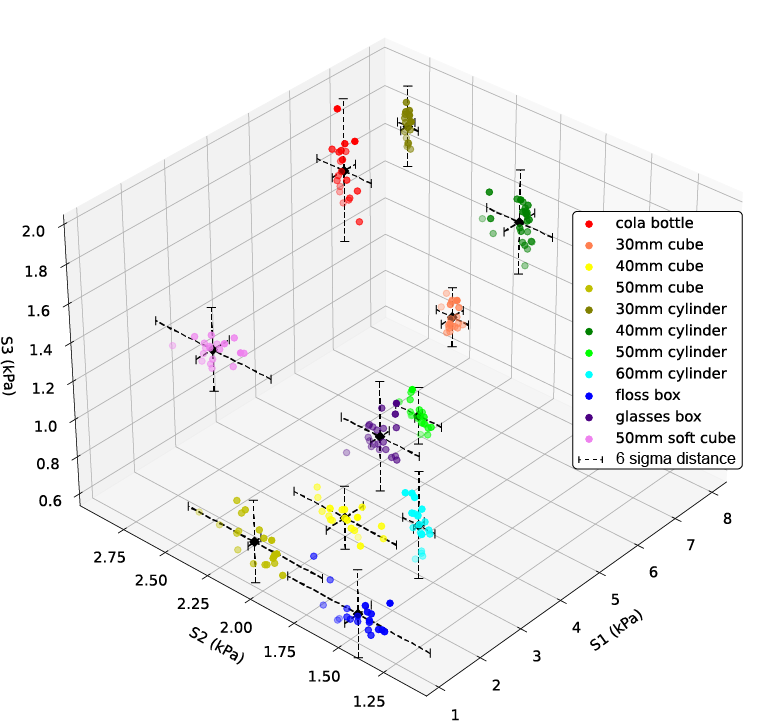 cola bottle
30mm cube
40mm cube
50mm cube
30mm cylinder
40mm cylinder
50mm cylinder
60mm cylinder
floss box
glasses box
50mm soft cube
6 sigma distance
S3 (kPa)
2.0
1.8
1.6
1.4
1.2
1.0
0.8
0.6
S2 (kPa)
2.75
2.50
2.25
2.00
1.75
1.50
1.25
S1 (kPa)
1
2
3
4
5
6
7
8